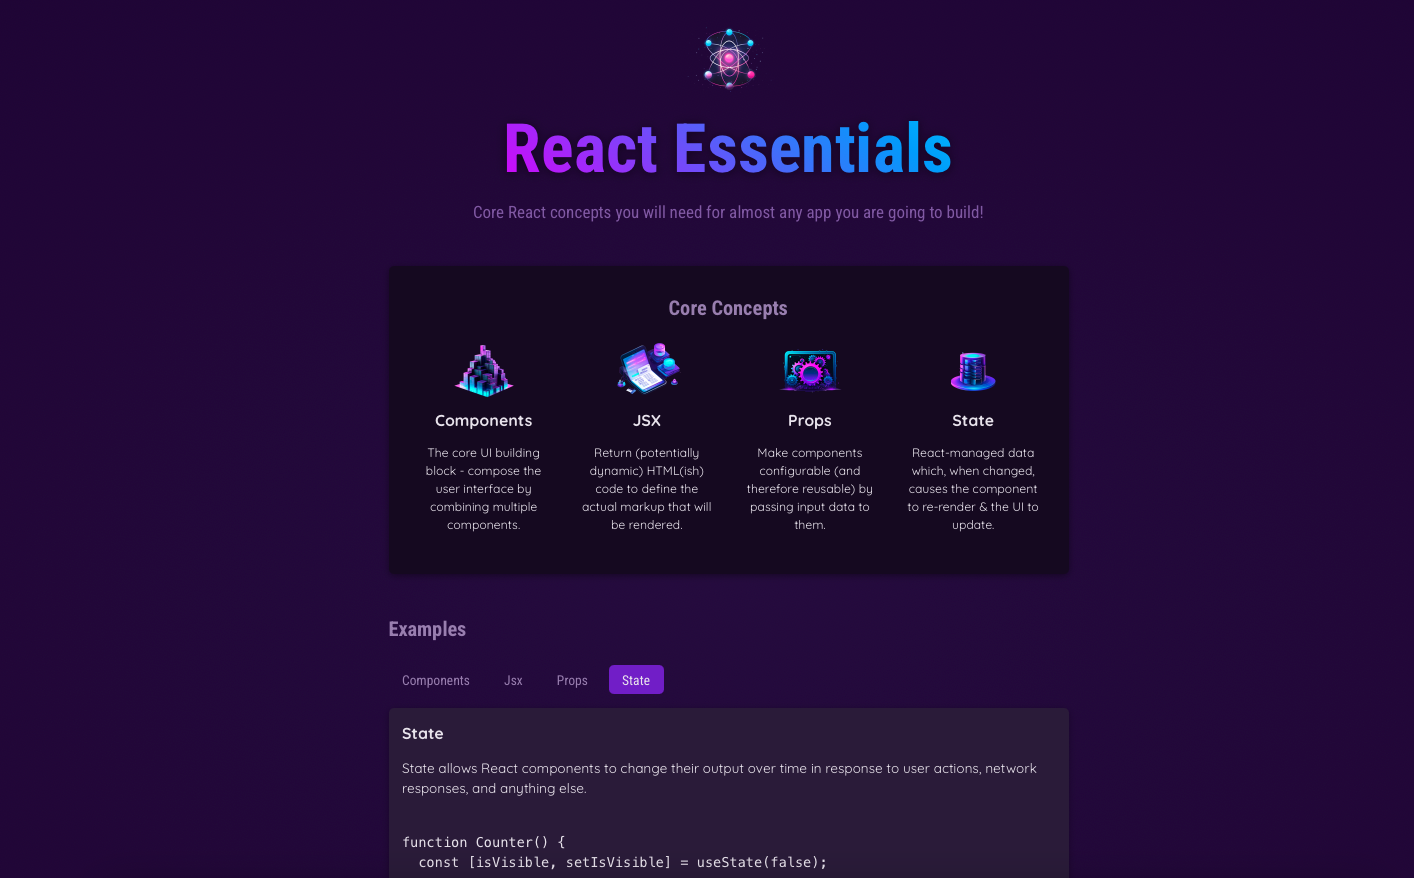 React Essentials
Core React concepts you will need for almost any app you are going to build!
Core Concepts
Components
The core UI building
block - compose the
user interface by
combining multiple
components.
JSX
Return (potentially
dynamic) HTML(ish)
code to define the
actual markup that will
be rendered.
Props
Make components
configurable (and
therefore reusable) by
passing input data to
them.
State
React-managed data
which, when changed,
causes the component
to re-render & the UI to
update.
Examples
Components Jsx Props State
State
State allows React components to change their output over time in response to user actions, network
responses, and anything else.
function Counter() {
  const [isVisible, setIsVisible] = useState(false);